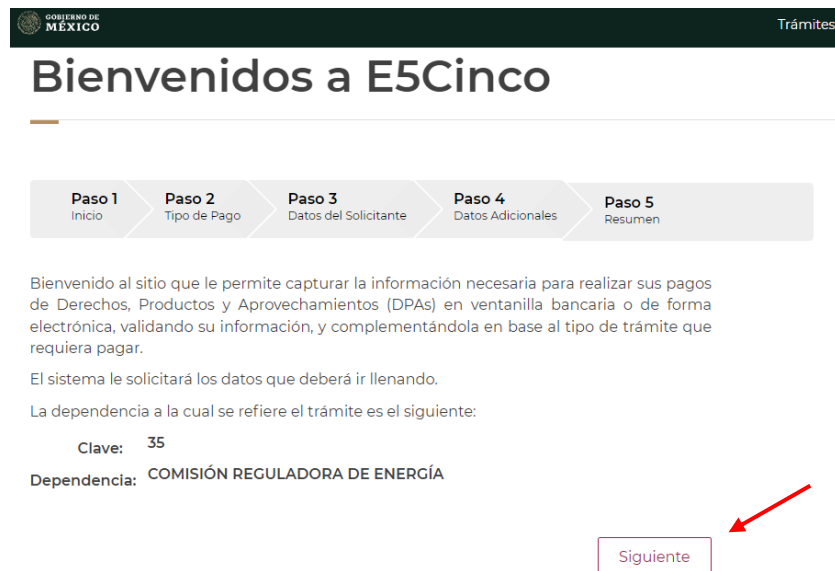 GOBIERNO DE
MÉXICO
Trámites
Bienvenidos a E5Cinco
Paso 1
Inicio
Paso 2
Tipo de Pago
Paso 3
Datos del Solicitante
Paso 4
Datos Adicionales
Paso 5
Resumen
Bienvenido al sitio que le permite capturar la información necesaria para realizar sus pagos
de Derechos, Productos y Aprovechamientos (DPAs) en ventanilla bancaria o de forma
electrónica, validando su información, y complementándola en base al tipo de trámite que
requiera pagar.
El sistema le solicitará los datos que deberá ir llenando.
La dependencia a la cual se refiere el trámite es el siguiente:
Clave: 35
Dependencia: COMISIÓN REGULADORA DE ENERGÍA
Siguiente